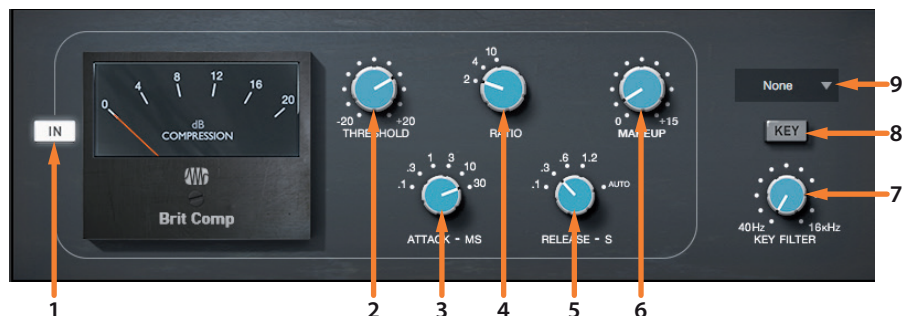 10
4
2
-20 +20
THRESHOLD
RATIO
0 +15
MAKEUP
None
9
IN
0 4 8 12 16 20
dB
COMPRESSION
KEY
8
Brit Comp
.1 .3 1 3 10 30
ATTACK - MS
.1 .3 .6 1.2 AUTO
RELEASE - S
7
40Hz 16KHz
KEY FILTER
1 2 3 4 5 6